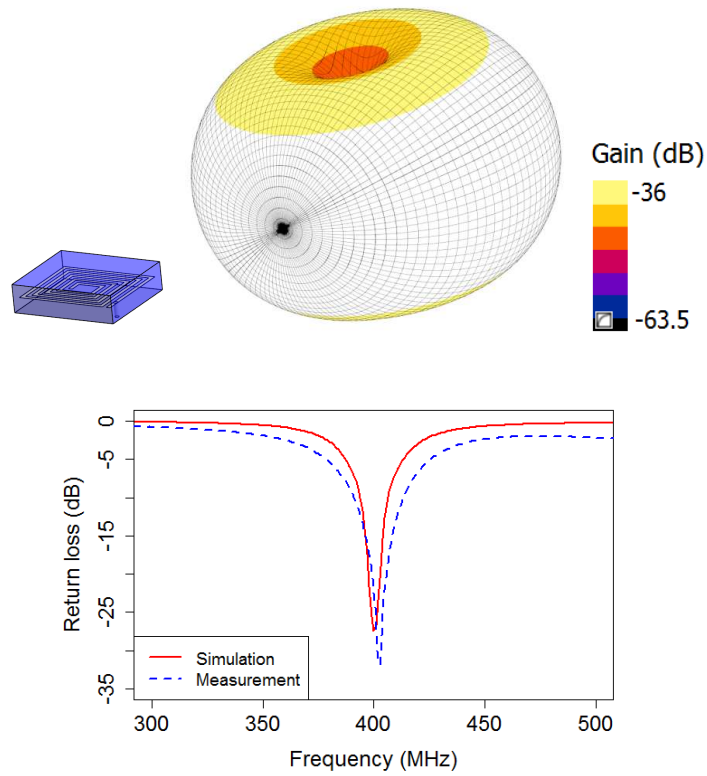 Gain (dB)
-36
-63.5
0
-5
-15
-25
-35
Return loss (dB)
Simulation
Measurement
300
350
400
450
500
Frequency (MHz)